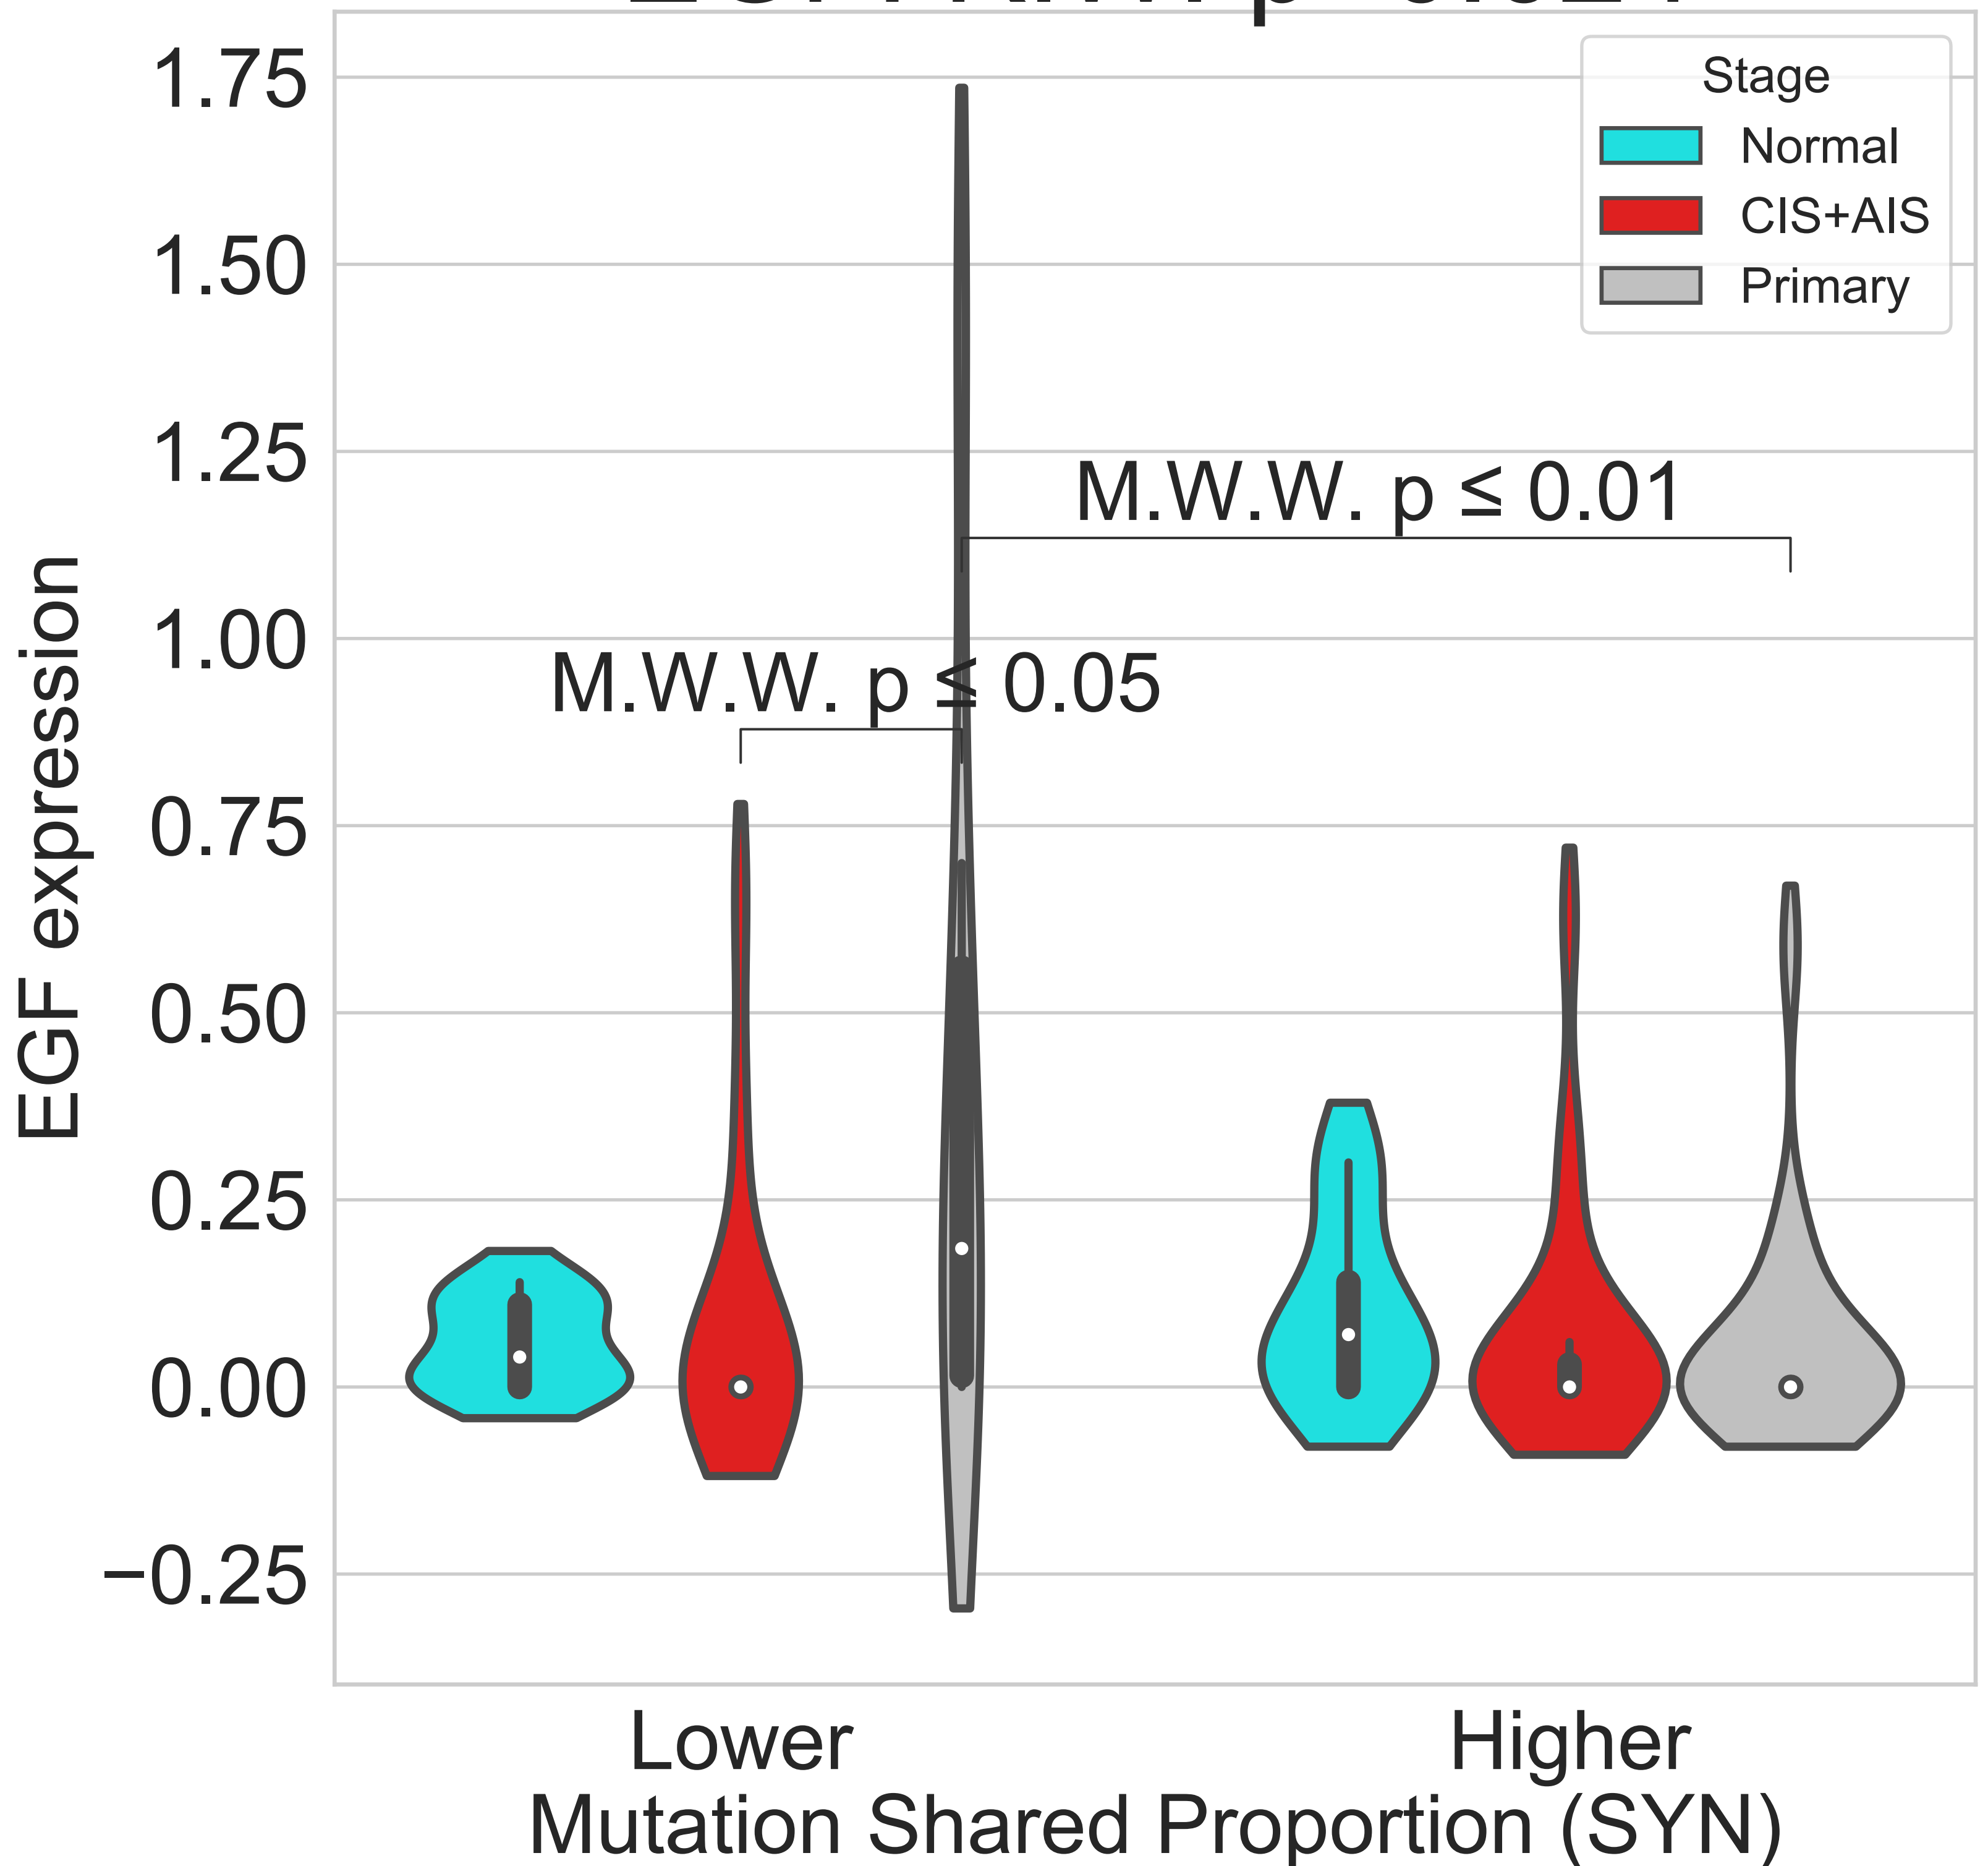 1.75
1.50
1.25
1.00
0.75
0.50
0.25
0.00
−0.25
EGF expression
Stage
Normal
CIS+AIS
Primary
M.W.W. p ≤ 0.01
M.W.W. p ≤ 0.05
Lower
Higher
Mutation Shared Proportion (SYN)